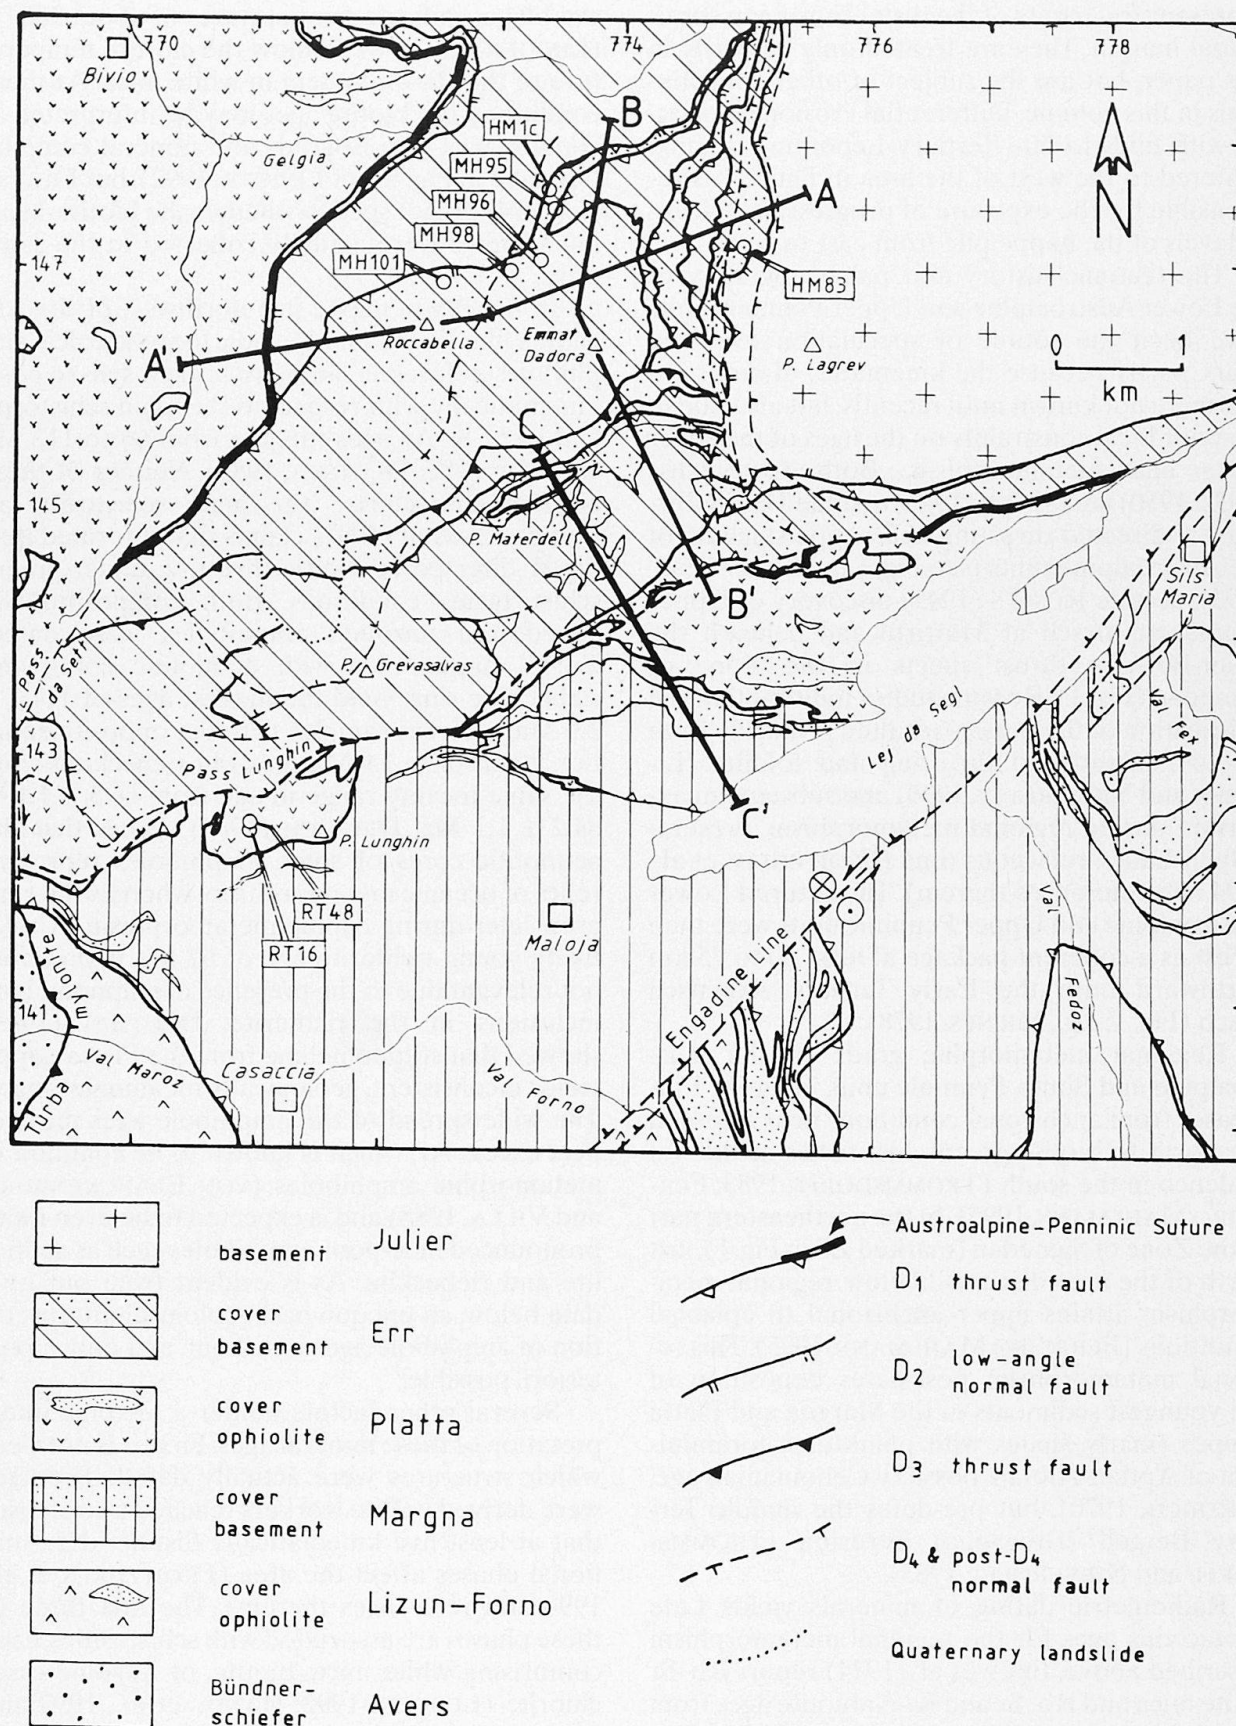 770
774
776
778
Bivio
B
HM1c
Gelgia
MH95
A
N
MH96
MH98
147
MH101
HM83
Roccabella
Emmat
Dadora
P. Lagrev
0
1
km
A'
C
145
P. Materdell
Sils
Maria
B'
Pass
da Sett
P. Grevasalvas
Val Fex
Lej da Segl
143
Pass Lunghin
C'
P. Lunghin
RT48
Maloja
Val
Fedoz
RT16
Engadine Line
141
Turba mylonite
Val Maroz
Casaccia
Val Forno
basement
Julier
cover
basement
Err
cover
ophiolite
Platta
cover
basement
Margna
cover
ophiolite
Lizun-Forno
Bündner-
schiefer
Avers
Austroalpine-Penninic Suture
D1 thrust fault
D2 low-angle
normal fault
D3 thrust fault
D4 & post-D4
normal fault
Quaternary landslide